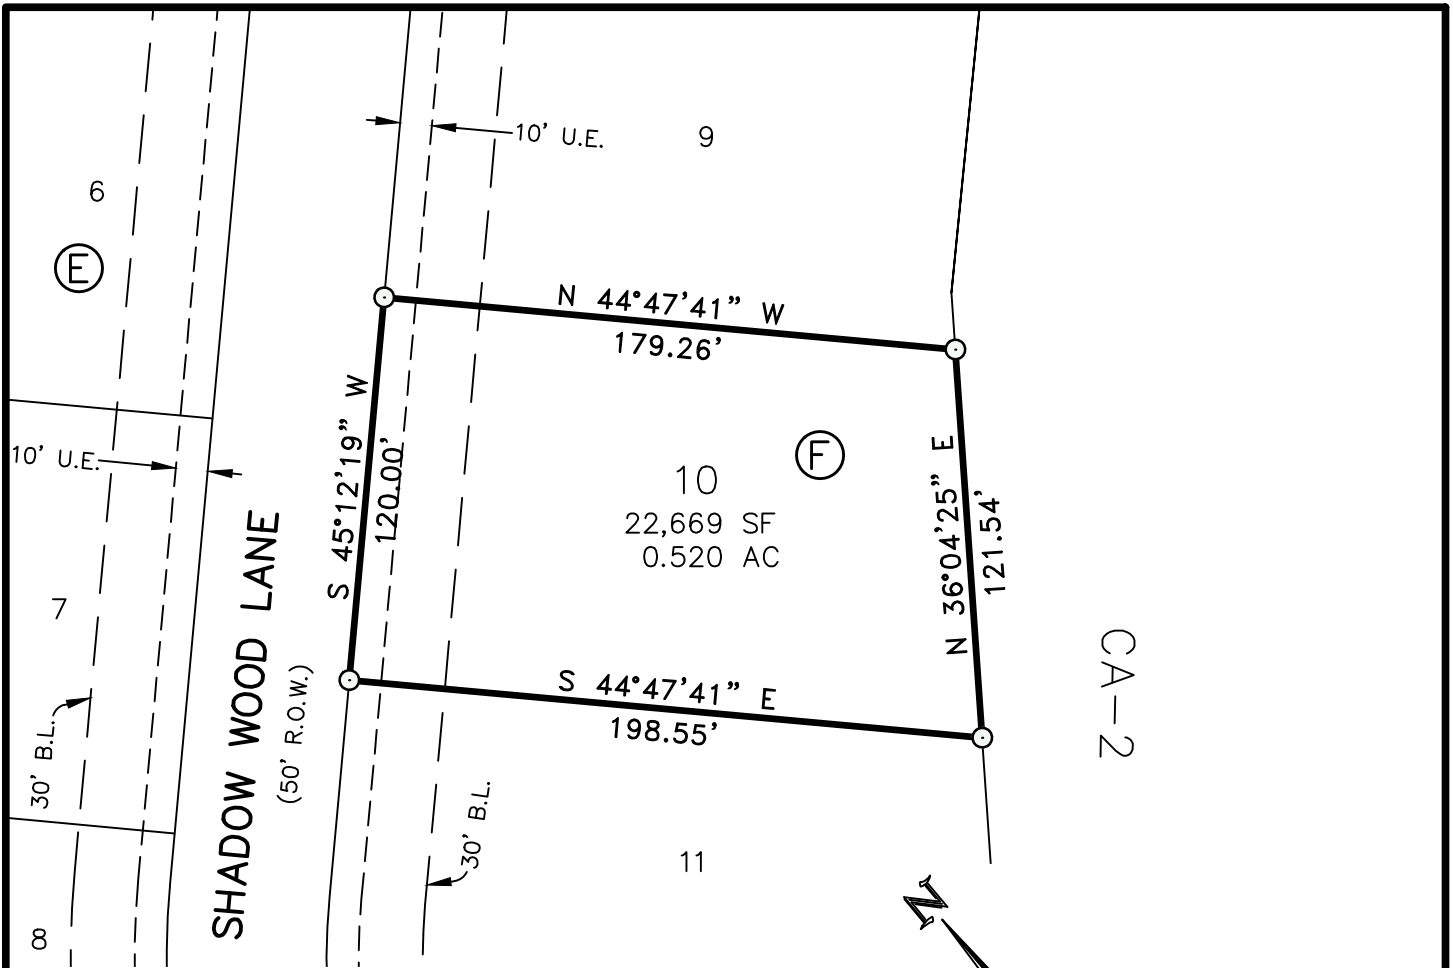 10' U.E.
9
6
E
N 44°47'41" W
179.26'
S 45°12'19" W
120.00'
10' U.E.
F
10
22,669 SF
0.520 AC
N 36°04'25" E
121.54'
7
SHADOW WOOD LANE
(50' R.O.W.)
CA-2
S 44°47'41" E
198.55'
30' B.L.
30' B.L.
11
8
N